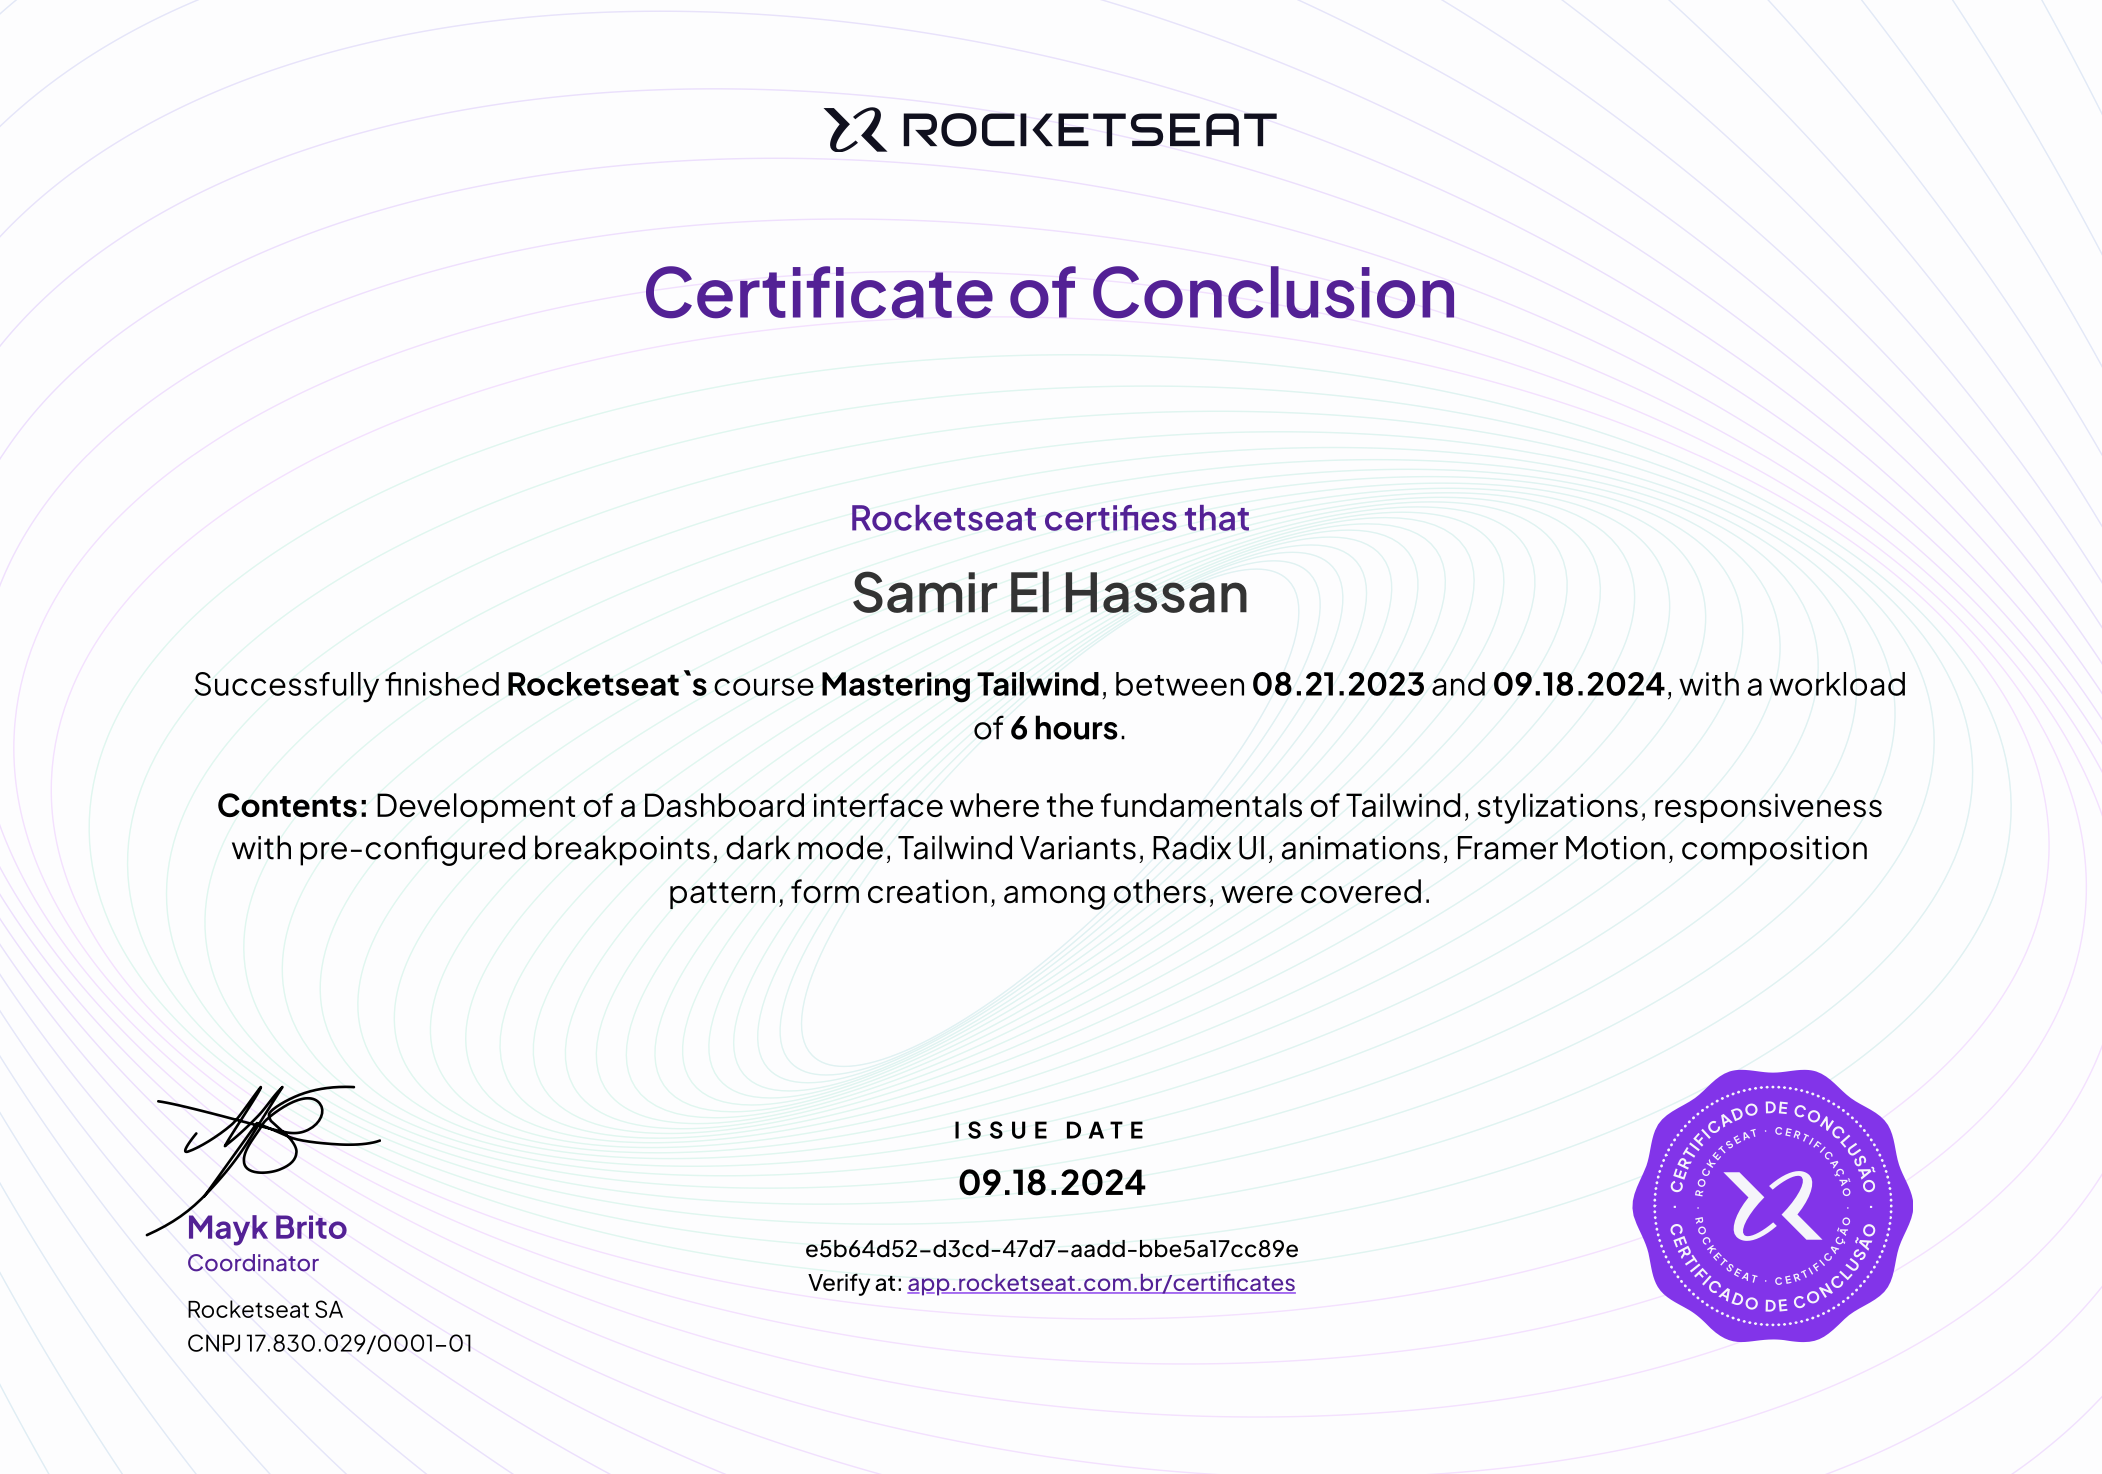 ROCKETSEAT
Certificate of Conclusion
Rocketseat certifies that
Samir El Hassan
Successfully finished Rocketseat`s course Mastering Tailwind, between 08.21.2023 and 09.18.2024, with a workload
of 6 hours.
Contents: Development of a Dashboard interface where the fundamentals of Tailwind, stylizations, responsiveness
with pre-configured breakpoints, dark mode, Tailwind Variants, Radix UI, animations, Framer Motion, composition
pattern, form creation, among others, were covered.
Mayk Brito
Coordinator
Rocketseat SA
CNPJ 17.830.029/0001-01
ISSUE DATE
09.18.2024
e5b64d52-d3cd-47d7-aadd-bbe5a17cc89e
Verify at: app.rocketseat.com.br/certificates
CERTIFICADO DE CONCLUSÃO · CERTIFICADO DE CONCLUSÃO ·
ROCKETSEAT · CERTIFICAÇÃO · ROCKETSEAT · CERTIFICAÇÃO ·